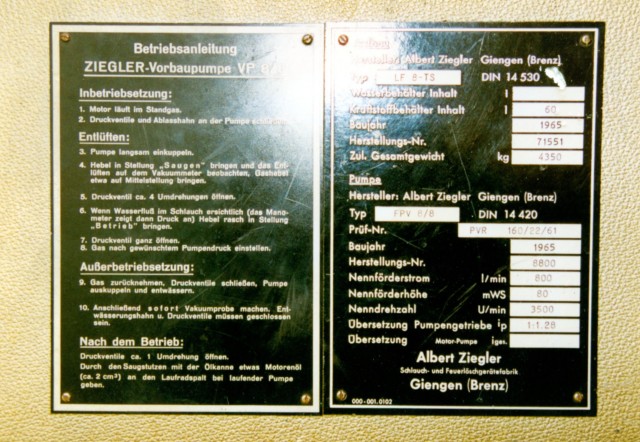 Betriebsanleitung
ZIEGLER-Vorbaupumpe VP
Inbetriebsetzung:
1. Motor läuft im Standgas.
2. Druckventile und Ablasshahn an der Pumpe
Entlüften:
3. Pumpe langsam einkuppeln.
4. Hebel in Stellung „Saugen" bringen und das Ent-
lüften auf dem Vakuummeter beobachten, Gashebel
etwa auf Mittelstellung bringen.
5. Druckventil ca. 4 Umdrehungen öffnen.
6. Wenn Wasserfluß im Schlauch ersichtlich (das Mano-
meter zeigt dann Druck an) Hebel rasch in Stellung
„Betrieb" bringen.
7. Druckventil ganz öffnen.
8. Gas nach gewünschtem Pumpendruck einstellen.
Außerbetriebsetzung:
9. Gas zurücknehmen, Druckventile schließen, Pumpe
auskuppeln und entwässern.
10. Anschließend sofort Vakuumprobe machen. Ent-
wässerungshahn u. Druckventile müssen geschlossen
sein.
Nach dem Betrieb:
Druckventile ca. 1 Umdrehung öffnen.
Durch den Saugstutzen mit der Ölkanne etwas Motorenöl
(ca. 2 cm³) an den Laufradspalt bei laufender Pumpe
geben.
Hersteller: Albert Ziegler Giengen (Brenz)
Typ LF 8-TS DIN 14 530
Wasserbehälter Inhalt l
Kraftstoffbehälter Inhalt l 60
Baujahr 1965
Herstellungs-Nr. 71551
Zul. Gesamtgewicht kg 4350
Pumpe
Hersteller: Albert Ziegler Giengen (Brenz)
Typ FPV 8/8 DIN 14 420
Prüf-Nr. PVR 160/22/61
Baujahr 1965
Herstellungs-Nr. 8800
Nennförderstrom l/min 800
Nennförderhöhe mWS 80
Nenndrehzahl U/min 3500
Übersetzung Pumpengetriebe ip 1:1.28
Übersetzung Motor-Pumpe iges.
Albert Ziegler
Schlauch- und Feuerlöschgerätefabrik
Giengen (Brenz)
000-001.0102